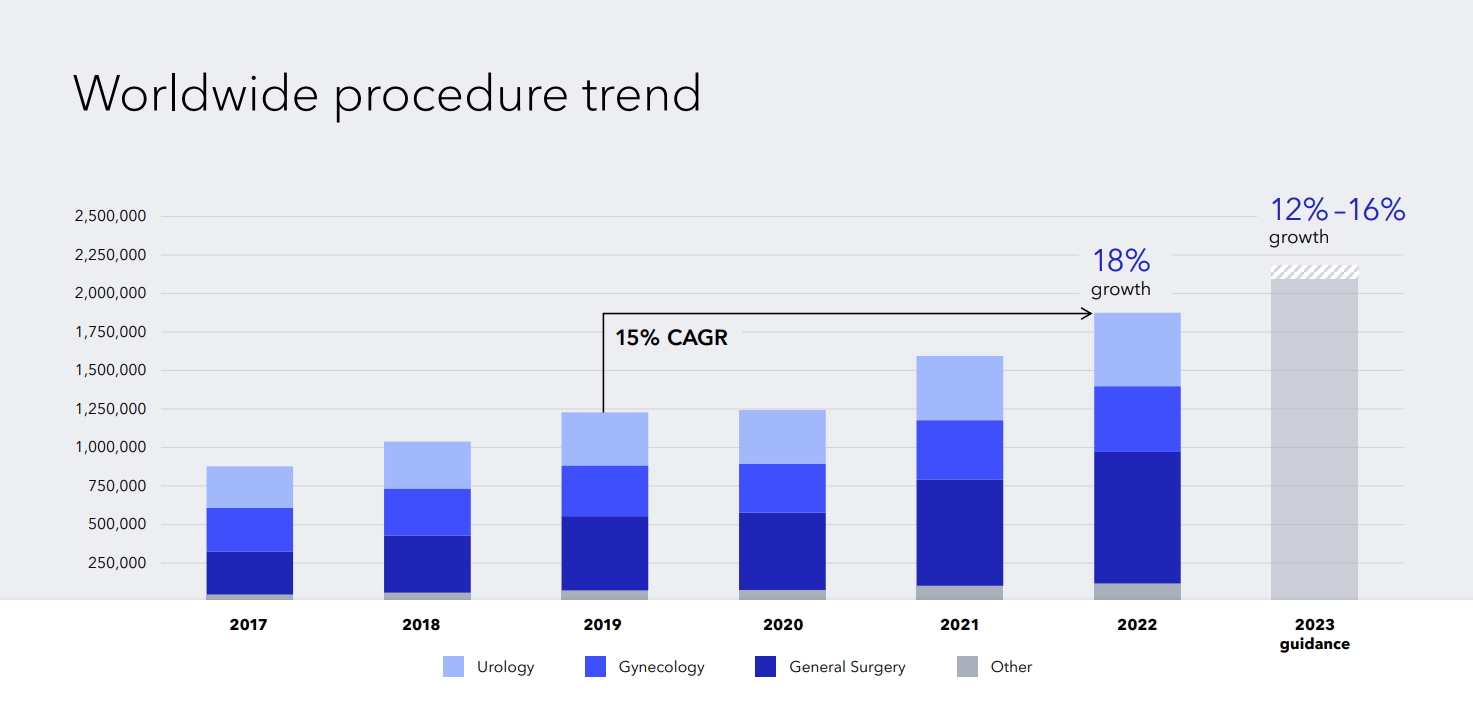 Worldwide procedure trend
2,500,000
2,250,000
2,000,000
1,750,000
1,500,000
1,250,000
1,000,000
750,000
500,000
250,000
15% CAGR
18%
growth
12%–16%
growth
2017
2018
2019
2020
2021
2022
2023
guidance
Urology
Gynecology
General Surgery
Other